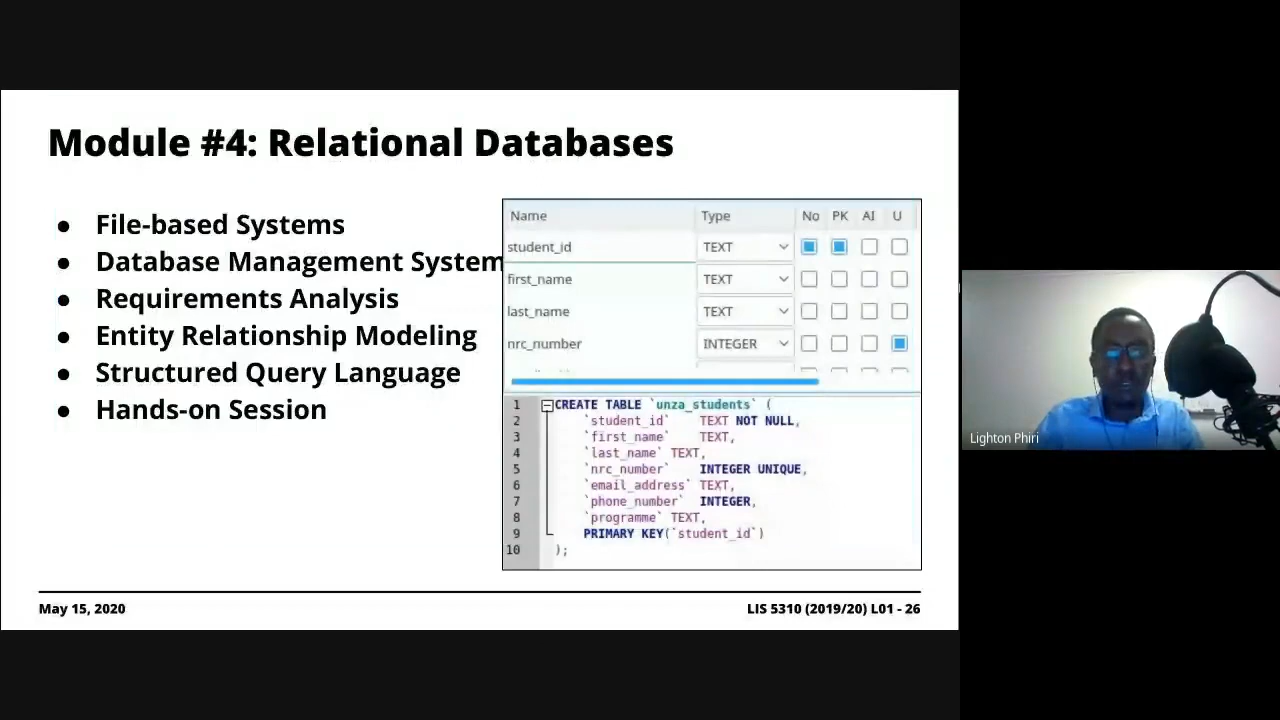 Module #4: Relational Databases
● File-based Systems
● Database Management System
● Requirements Analysis
● Entity Relationship Modeling
● Structured Query Language
● Hands-on Session
Name Type No PK AI U
student_id TEXT
first_name TEXT
last_name TEXT
nrc_number INTEGER
1 CREATE TABLE `unza_students` (
2 `student_id` TEXT NOT NULL,
3 `first_name` TEXT,
4 `last_name` TEXT,
5 `nrc_number` INTEGER UNIQUE,
6 `email_address` TEXT,
7 `phone_number` INTEGER,
8 `programme` TEXT,
9 PRIMARY KEY(`student_id`)
10 );
May 15, 2020
LIS 5310 (2019/20) L01 - 26
Lighton Phiri